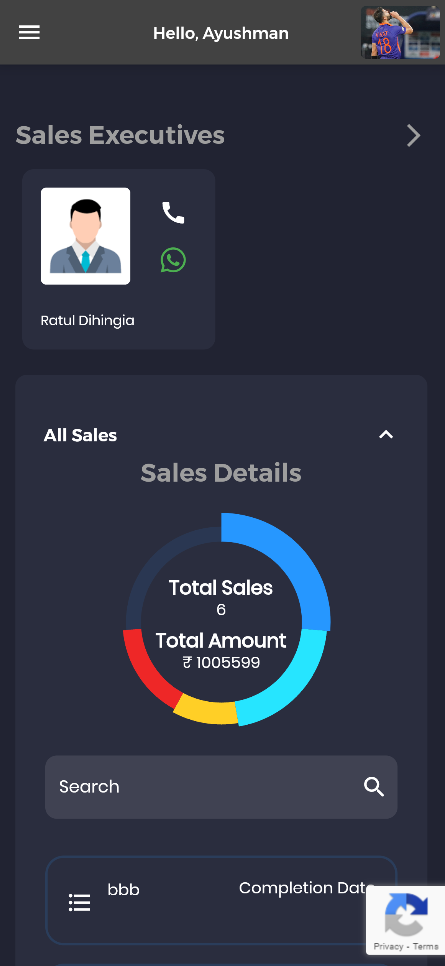 Hello, Ayushman
18
Sales Executives
Ratul Dihingia
All Sales
Sales Details
Total Sales
6
Total Amount
₹ 1005599
Search
bbb
Completion Date
Privacy - Terms